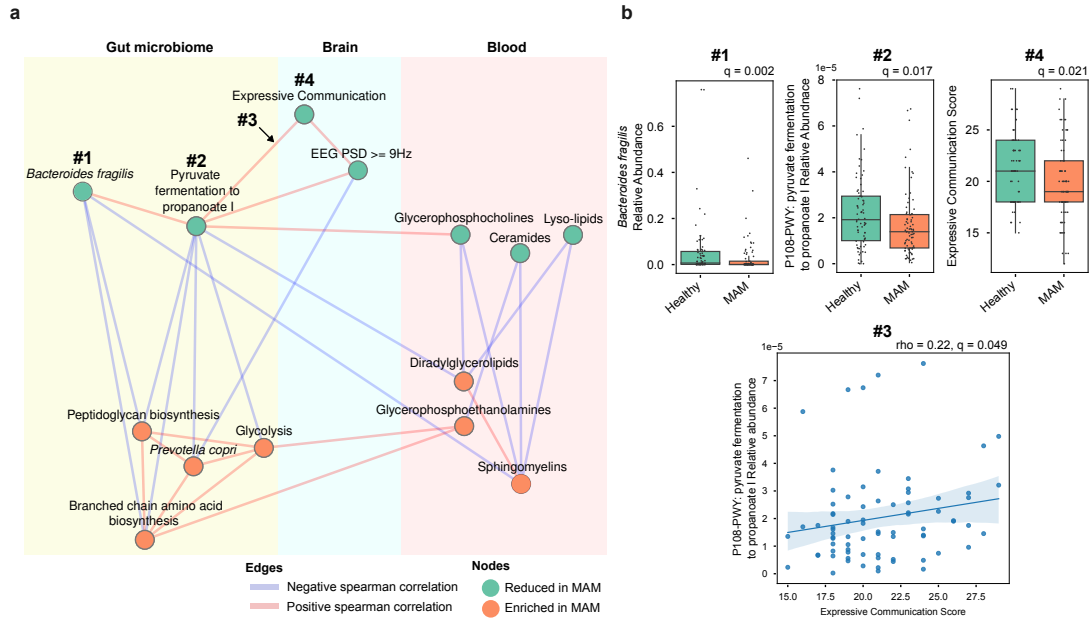 a
Gut microbiome
Brain
Blood
#4
Expressive Communication
#3
EEG PSD >= 9Hz
#1
Bacteroides fragilis
#2
Pyruvate
fermentation to
propanoate I
Glycerophosphocholines
Lyso-lipids
Ceramides
Diradylglycerolipids
Glycerophosphoethanolamines
Peptidoglycan biosynthesis
Glycolysis
Prevotella copri
Sphingomyelins
Branched chain amino acid
biosynthesis
Edges
Negative spearman correlation
Positive spearman correlation
Nodes
Reduced in MAM
Enriched in MAM
b
#1
q = 0.002
Bacteroides fragilis
Relative Abundance
0.6
0.4
0.2
0.0
Healthy
MAM
#2
1e−5
q = 0.017
P108-PWY: pyruvate fermentation
to propanoate I Relative Abundnace
8
6
4
2
0
Healthy
MAM
#4
q = 0.021
Expressive Communication Score
25
20
15
Healthy
MAM
#3
1e−5
rho = 0.22, q = 0.049
P108-PWY: pyruvate fermentation
to propanoate I Relative abundance
7
6
5
4
3
2
1
0
15.0
17.5
20.0
22.5
25.0
27.5
Expressive Communication Score